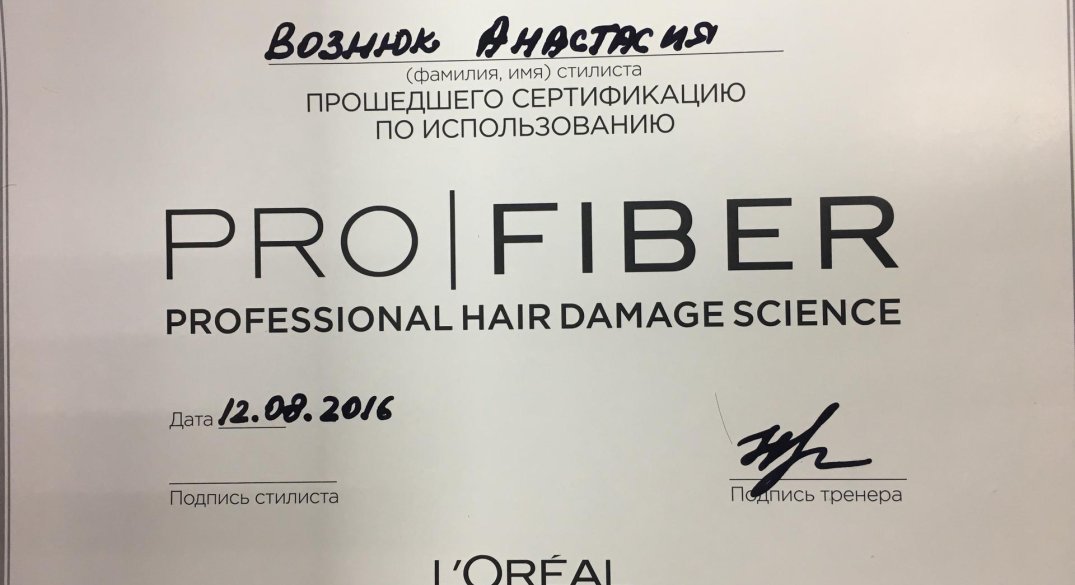 Вознюк Анастасия
(фамилия, имя) стилиста
ПРОШЕДШЕГО СЕРТИФИКАЦИЮ
ПО ИСПОЛЬЗОВАНИЮ
PRO|FIBER
PROFESSIONAL HAIR DAMAGE SCIENCE
Дата 12.08.2016
Подпись стилиста
Подпись тренера
L'ORÉAL